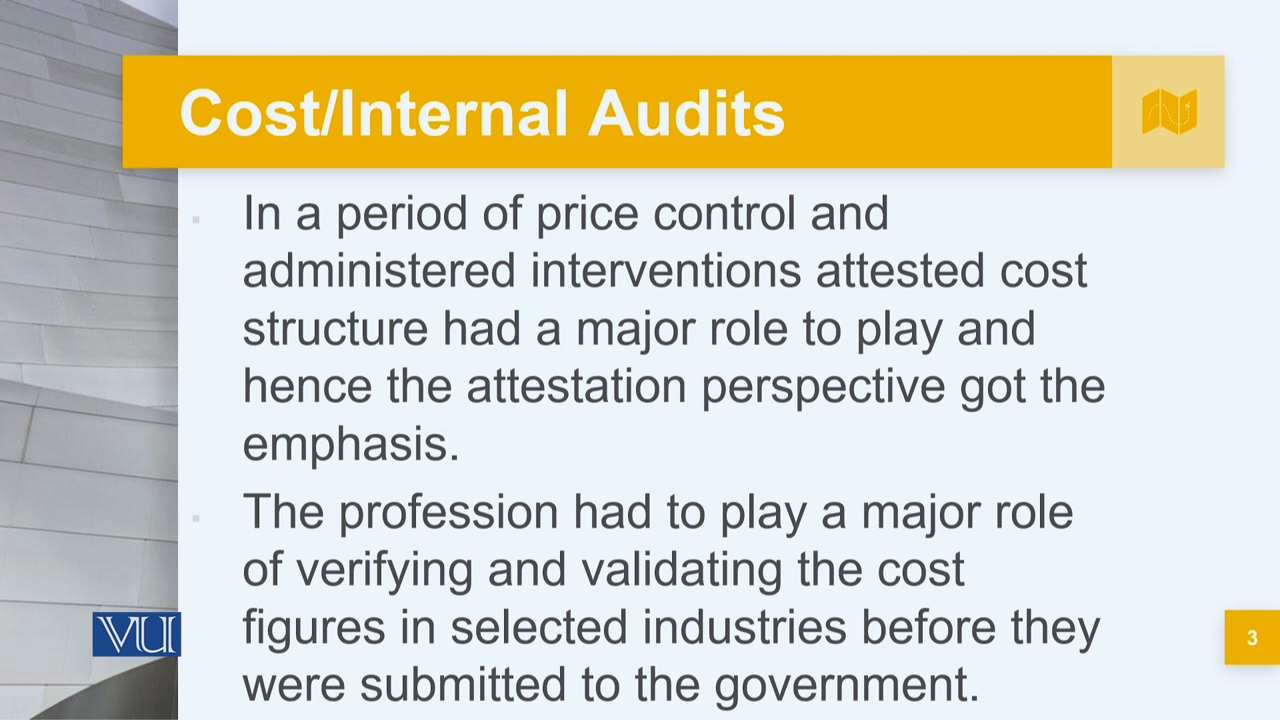 Cost/Internal Audits
In a period of price control and
administered interventions attested cost
structure had a major role to play and
hence the attestation perspective got the
emphasis.
The profession had to play a major role
of verifying and validating the cost
figures in selected industries before they
were submitted to the government.
VU
3